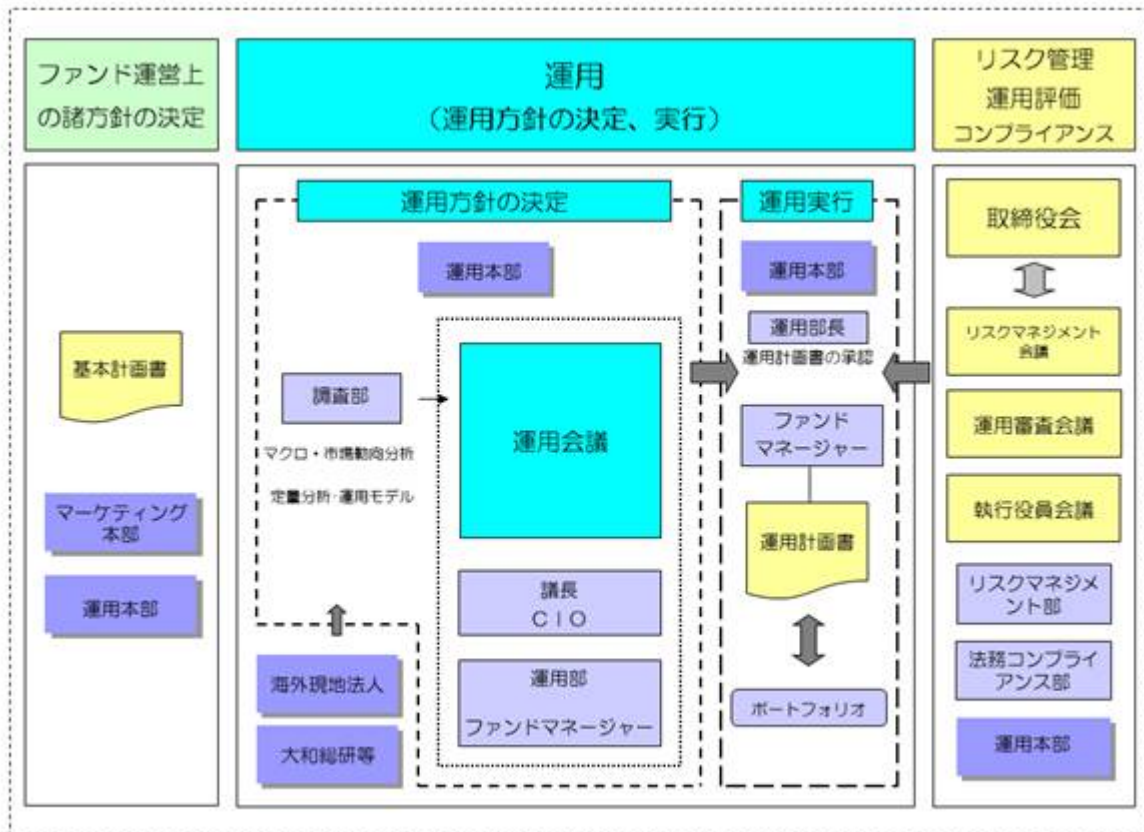 ファンド運営上
の諸方針の決定
運用
（運用方針の決定、実行）
リスク管理
運用評価
コンプライアンス
基本計画書
マーケティング
本部
運用本部
運用方針の決定
運用本部
調査部
マクロ・市場動向分析
定量分析・運用モデル
運用会議
議長
ＣＩＯ
運用部
ファンドマネージャー
海外現地法人
大和総研等
運用実行
運用本部
運用部長
運用計画書の承認
ファンド
マネージャー
運用計画書
ポートフォリオ
取締役会
リスクマネジメント
会議
運用審査会議
執行役員会議
リスクマネジメ
ント部
法務コンプライ
アンス部
運用本部